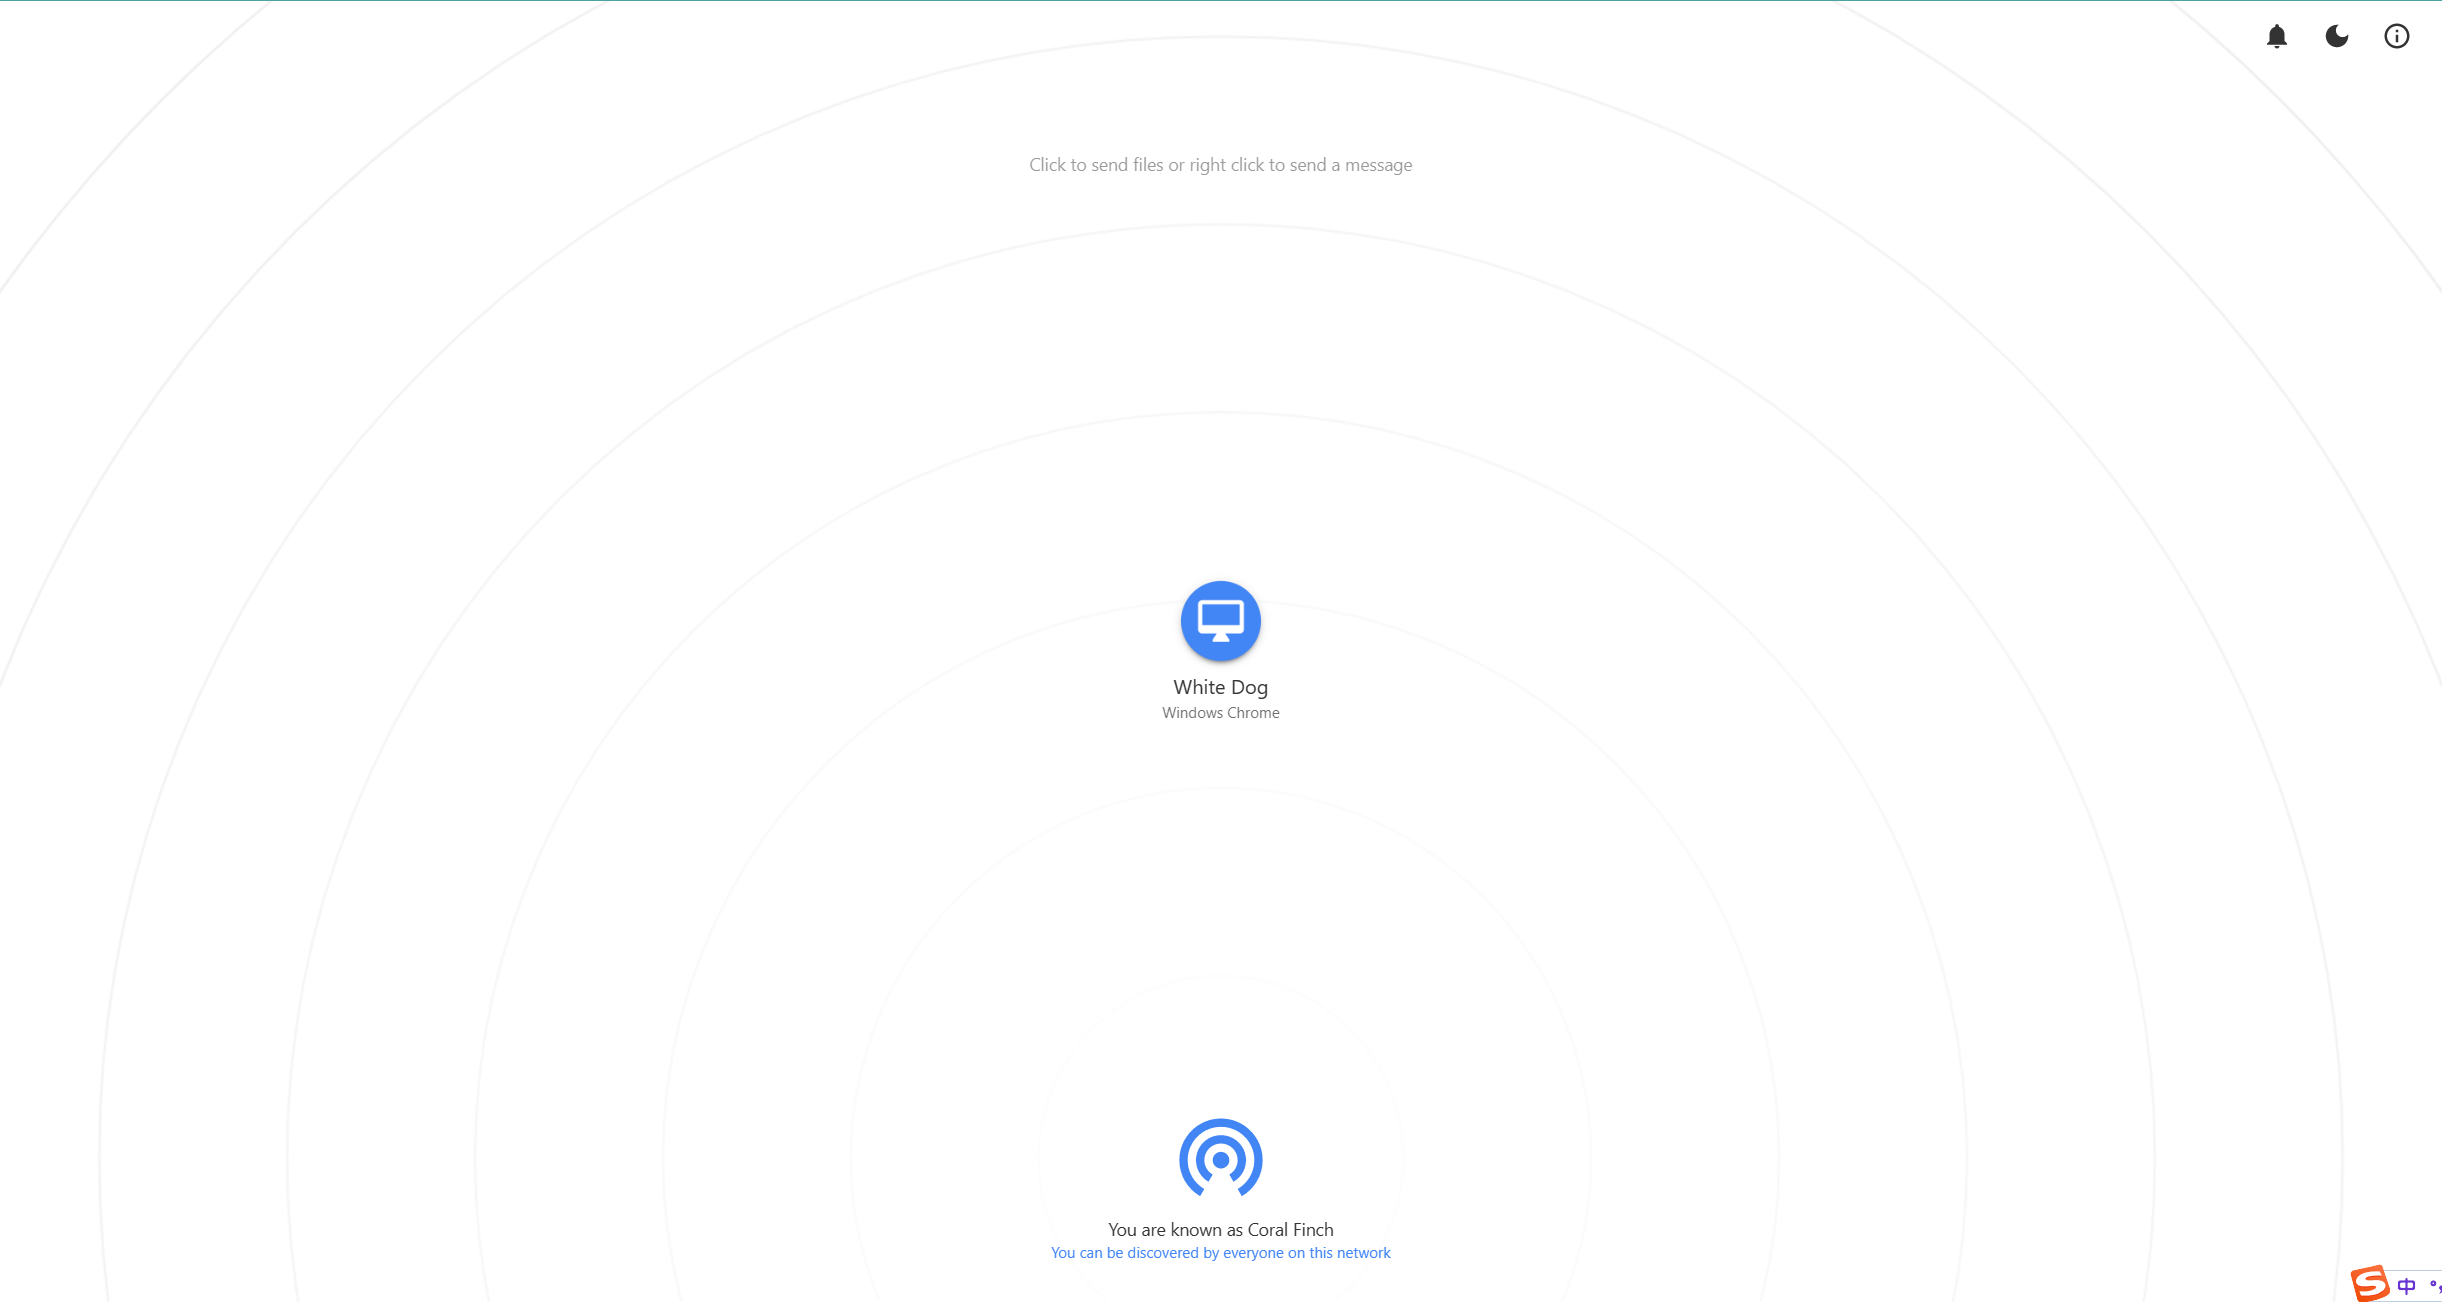 Click to send files or right click to send a message
White Dog
Windows Chrome
You are known as Coral Finch
You can be discovered by everyone on this network
S 中